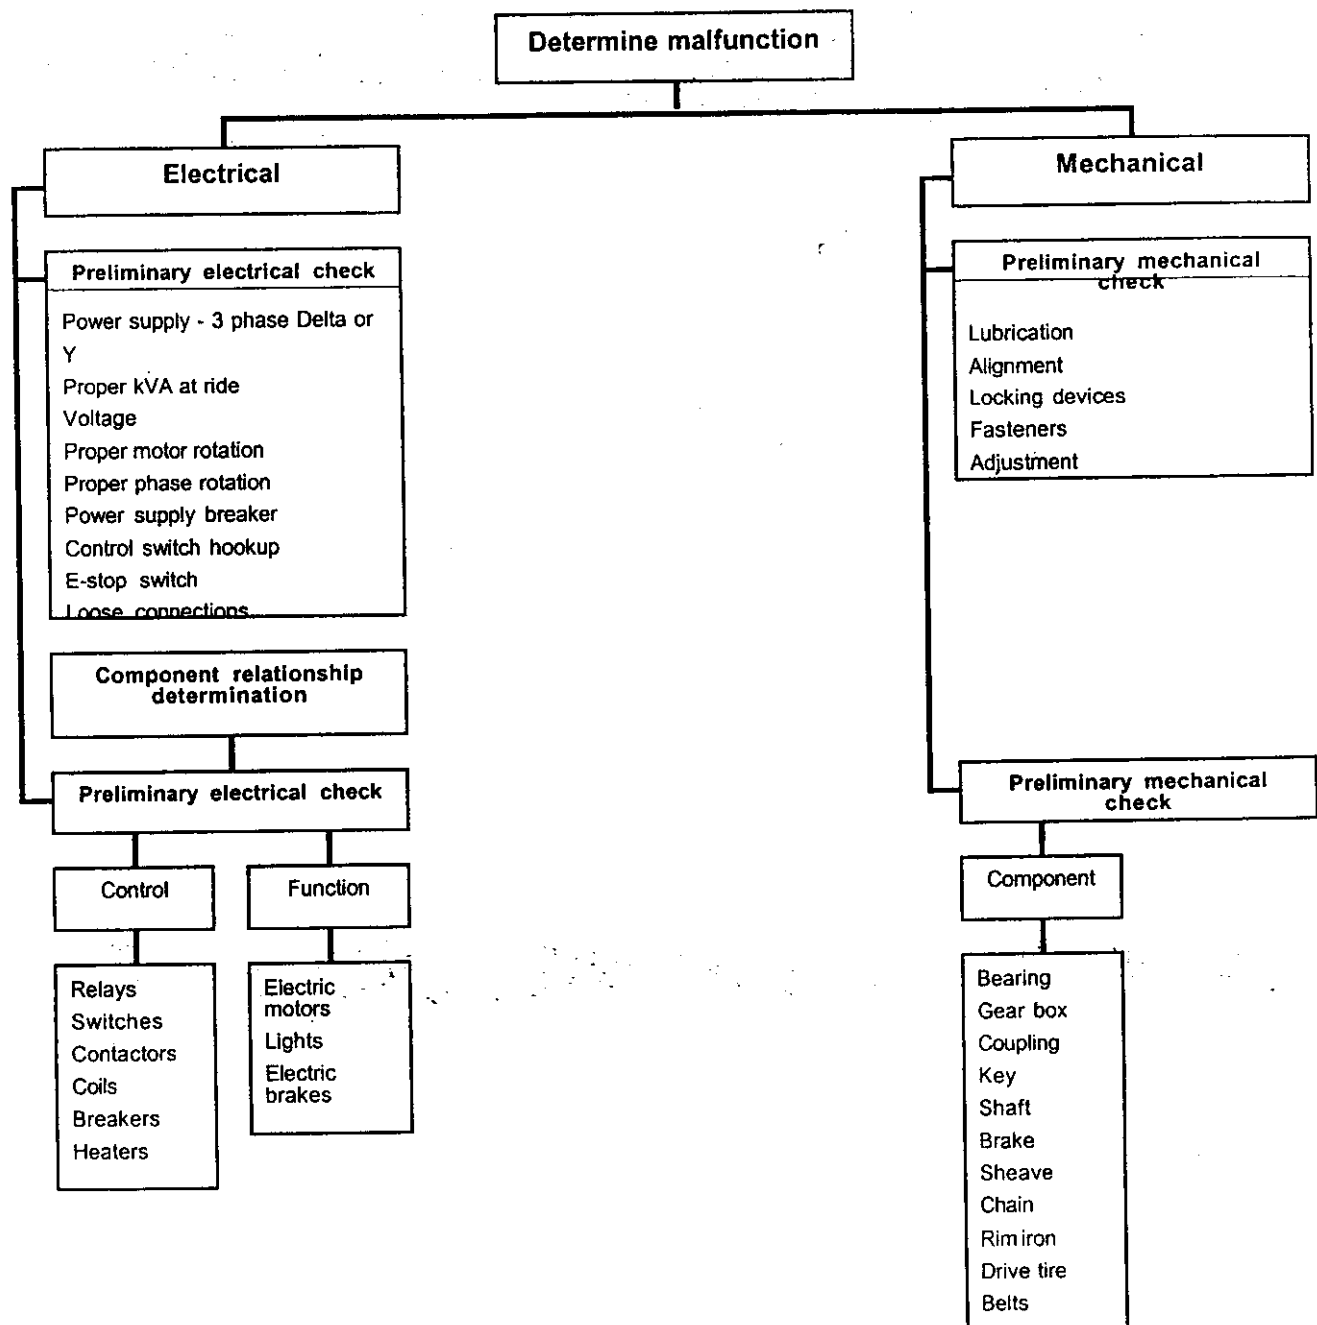 Determine malfunction
Electrical
Preliminary electrical check
Power supply - 3 phase Delta or
Y
Proper kVA at ride
Voltage
Proper motor rotation
Proper phase rotation
Power supply breaker
Control switch hookup
E-stop switch
Loose connections
Component relationship
determination
Preliminary electrical check
Control
Relays
Switches
Contactors
Coils
Breakers
Heaters
Function
Electric
motors
Lights
Electric
brakes
Mechanical
Preliminary mechanical
check
Lubrication
Alignment
Locking devices
Fasteners
Adjustment
Preliminary mechanical
check
Component
Bearing
Gear box
Coupling
Key
Shaft
Brake
Sheave
Chain
Rim iron
Drive tire
Belts